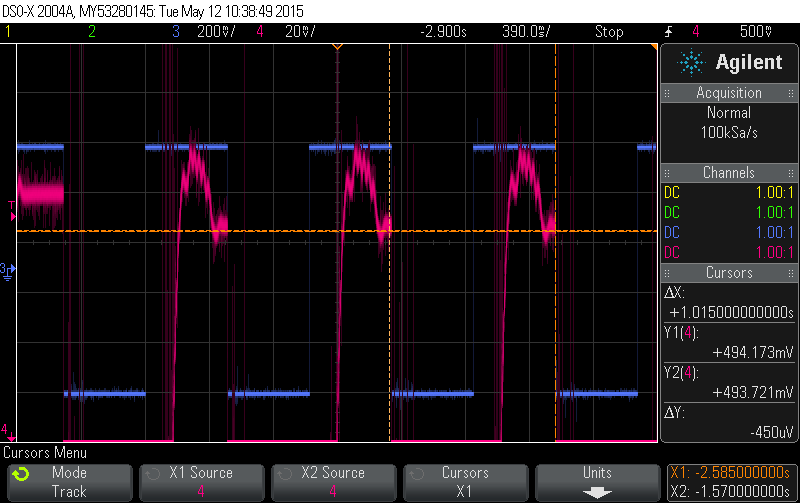 DSO-X 2004A, MY53280145: Tue May 12 10:38:49 2015
1 2 3 200mV/ 4 20mV/ -2.900s 390.0ms/ Stop 4 500mV
Agilent
Acquisition
Normal
100kSa/s
Channels
DC 1.00:1
DC 1.00:1
DC 1.00:1
DC 1.00:1
Cursors
ΔX:
+1.015000000000s
Y1(4):
+494.173mV
Y2(4):
+493.721mV
ΔY:
-450uV
T
3
4
Cursors Menu
Mode
Track
X1 Source
4
X2 Source
4
Cursors
X1
Units
X1: -2.585000000s
X2: -1.570000000s